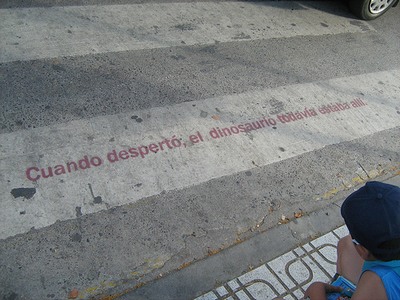 Cuando despertó, el dinosaurio todavía estaba allí.